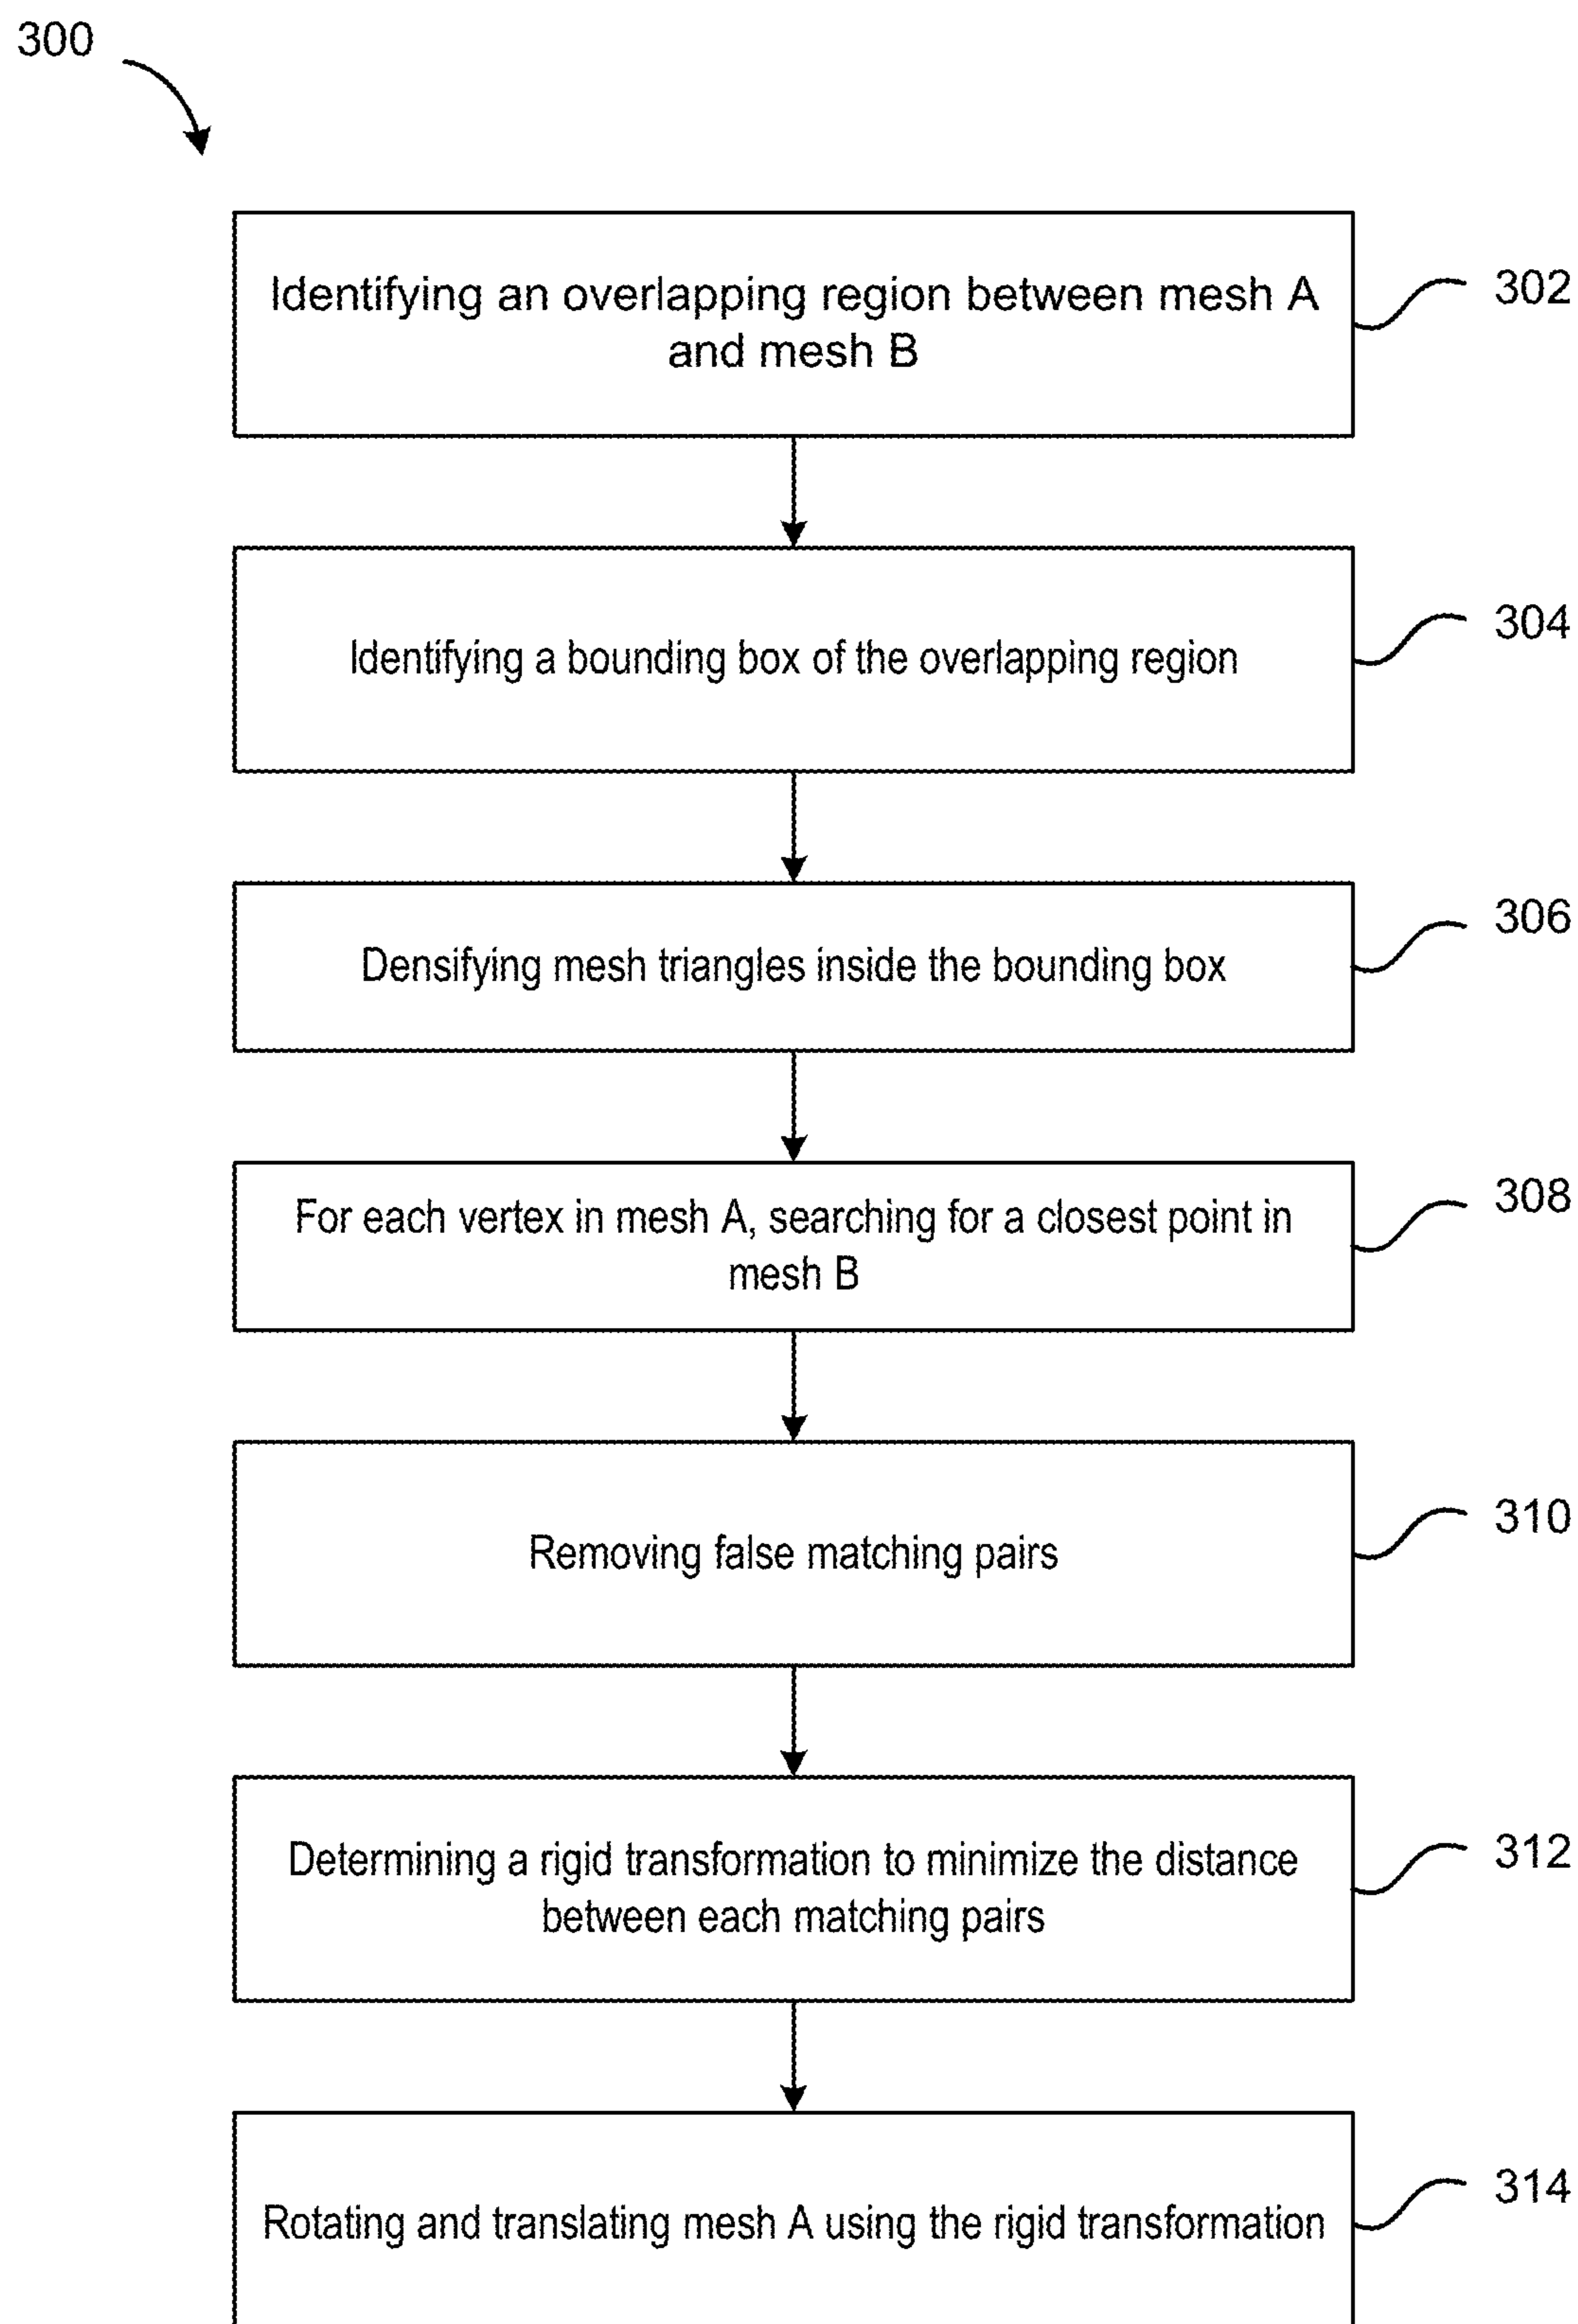 300
Identifying an overlapping region between mesh A
and mesh B
302
Identifying a bounding box of the overlapping region
304
Densifying mesh triangles inside the bounding box
306
For each vertex in mesh A, searching for a closest point in
mesh B
308
Removing false matching pairs
310
Determining a rigid transformation to minimize the distance
between each matching pairs
312
Rotating and translating mesh A using the rigid transformation
314